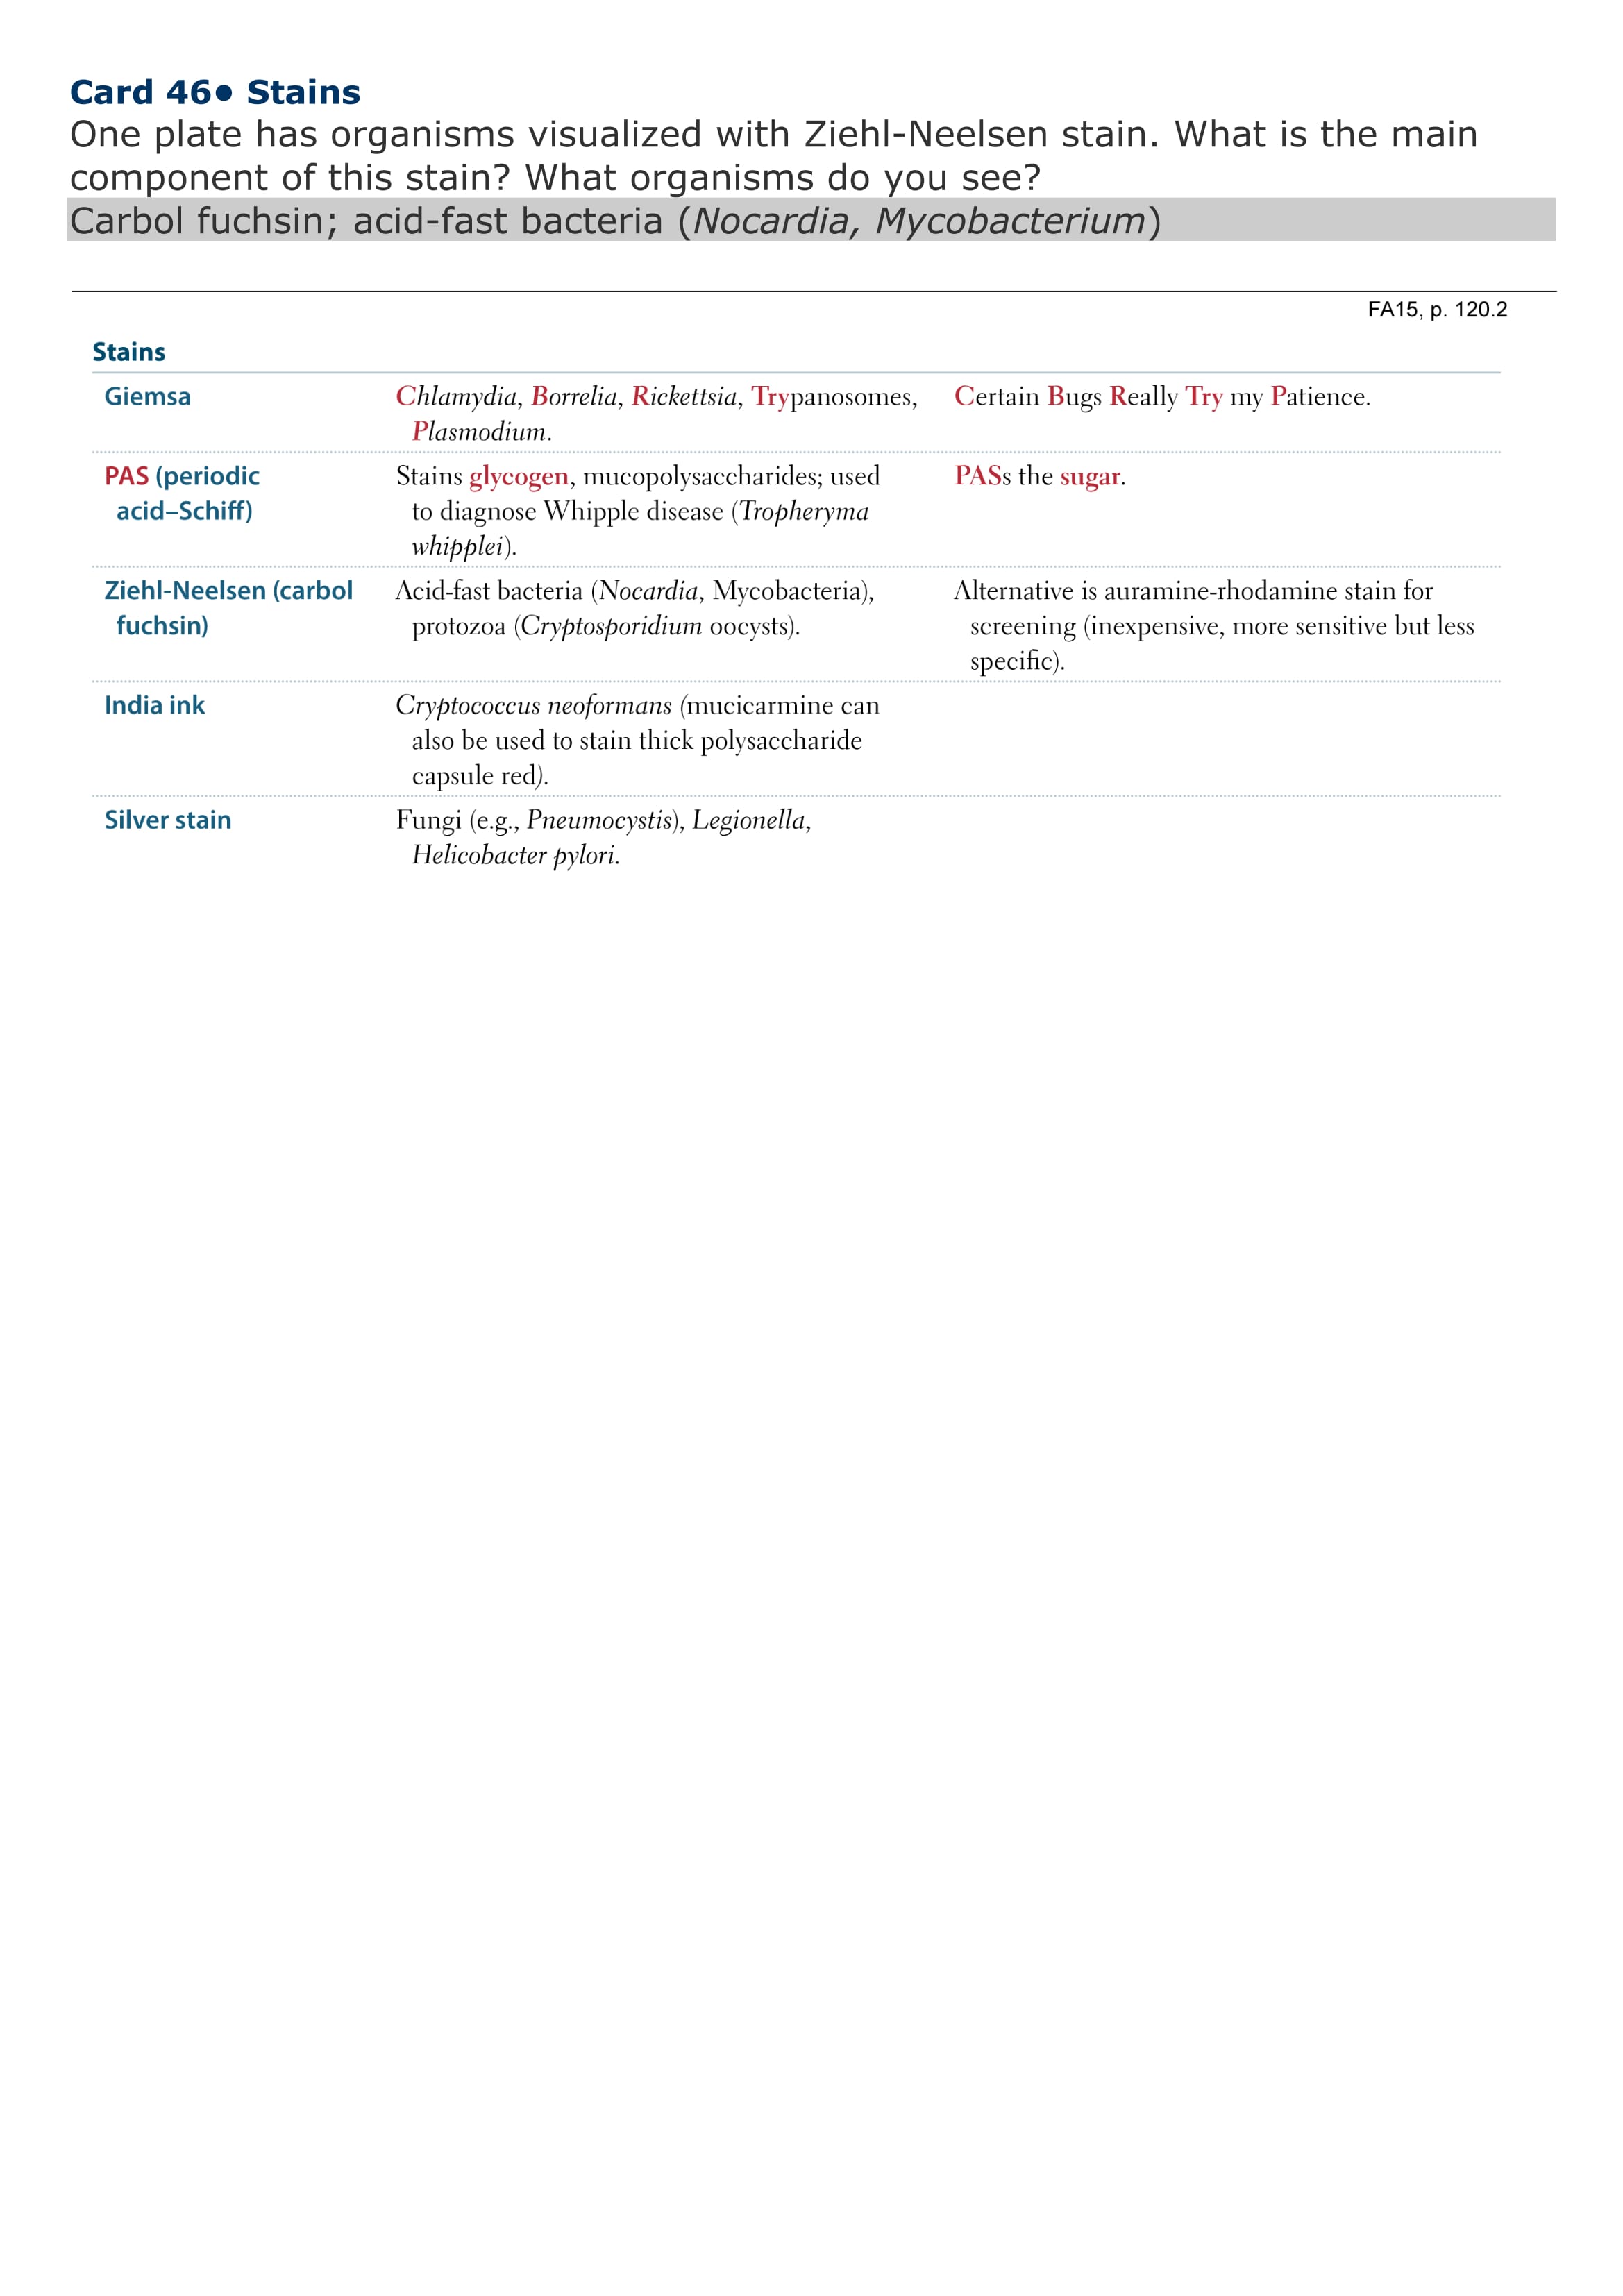 Card 46● Stains
One plate has organisms visualized with Ziehl-Neelsen stain. What is the main
component of this stain? What organisms do you see?
Carbol fuchsin; acid-fast bacteria (Nocardia, Mycobacterium)
FA15, p. 120.2
Stains
Giemsa
Chlamydia, Borrelia, Rickettsia, Trypanosomes,
Plasmodium.
Certain Bugs Really Try my Patience.
PAS (periodic
acid–Schiff)
Stains glycogen, mucopolysaccharides; used
to diagnose Whipple disease (Tropheryma
whipplei).
PASs the sugar.
Ziehl-Neelsen (carbol
fuchsin)
Acid-fast bacteria (Nocardia, Mycobacteria),
protozoa (Cryptosporidium oocysts).
Alternative is auramine-rhodamine stain for
screening (inexpensive, more sensitive but less
specific).
India ink
Cryptococcus neoformans (mucicarmine can
also be used to stain thick polysaccharide
capsule red).
Silver stain
Fungi (e.g., Pneumocystis), Legionella,
Helicobacter pylori.